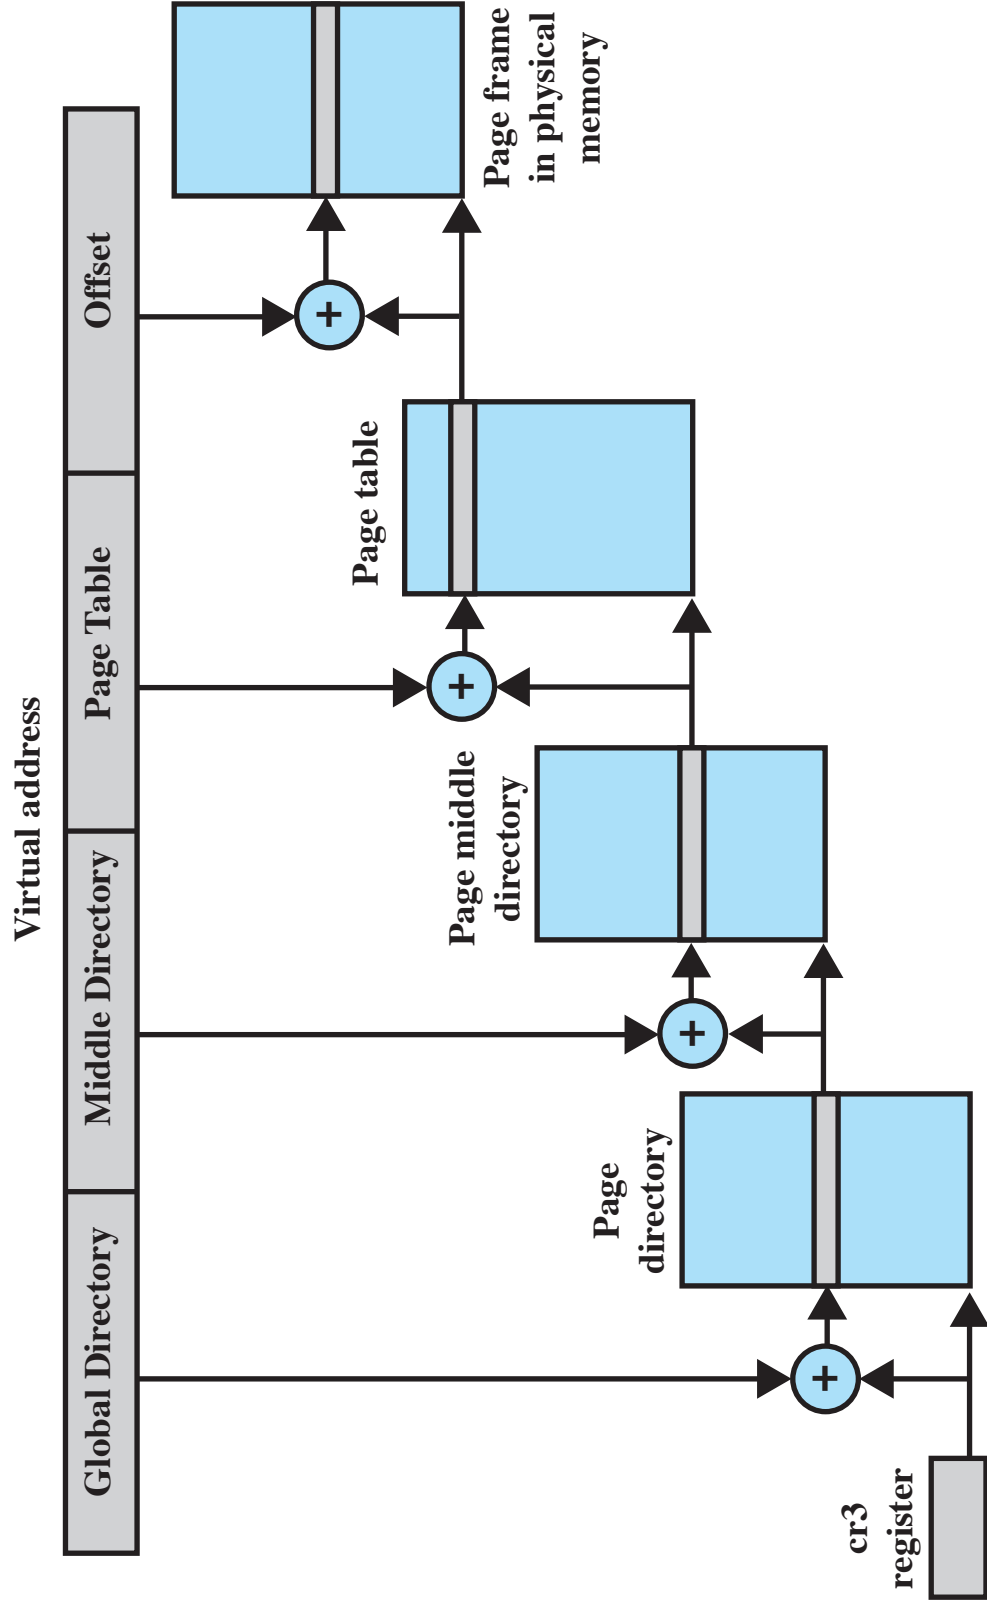 Virtual address
Global Directory
Middle Directory
Page Table
Offset
cr3
register
+
Page
directory
+
Page middle
directory
+
Page table
+
Page frame
in physical
memory